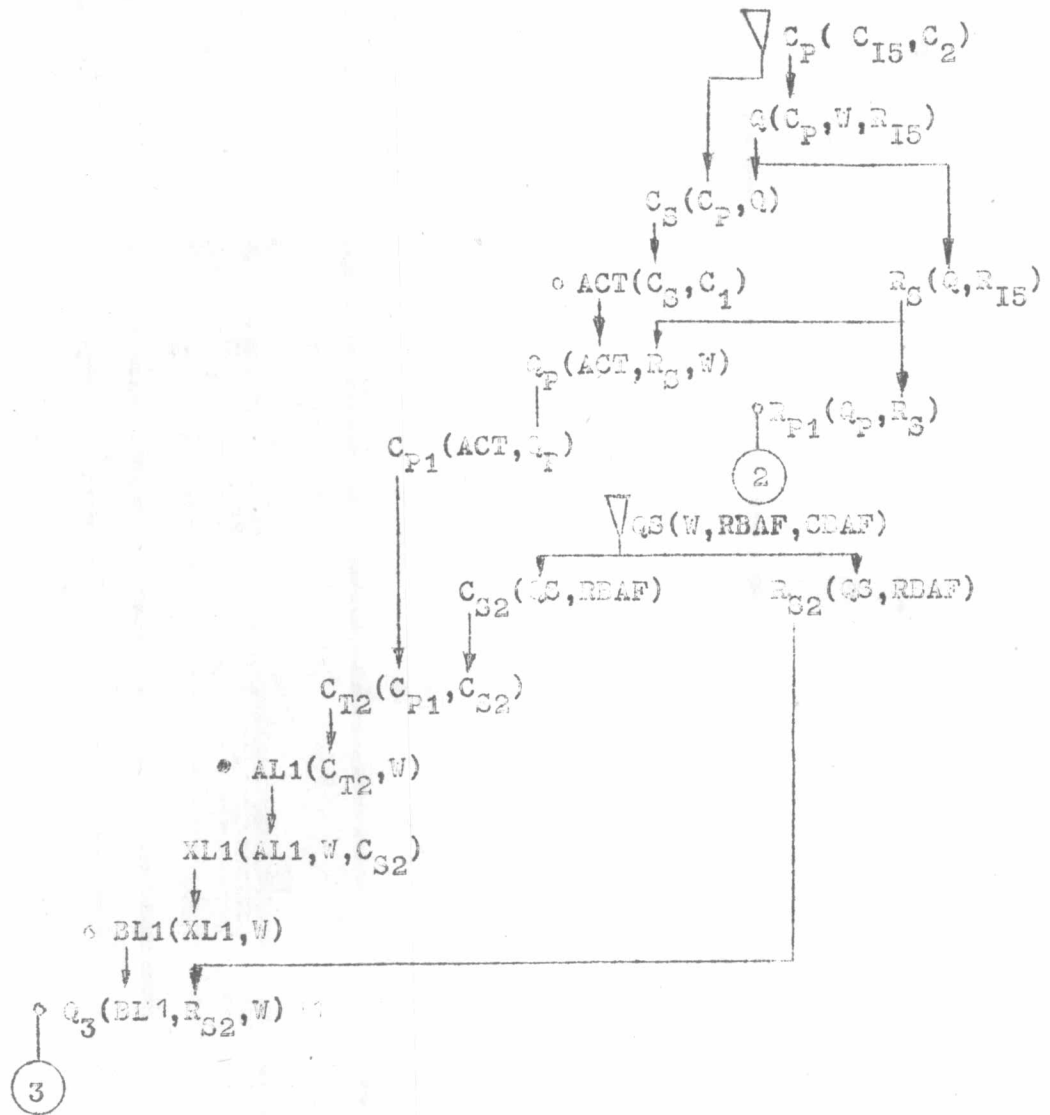 C_P( C_I5,C_2)
Q(C_P,W,R_I5)
C_S(C_P,Q)
ACT(C_S,C_1)
R_S(Q,R_I5)
Q_P(ACT,R_S,W)
R_P1(Q_P,R_S)
C_P1(ACT,Q_P)
2
QS(W,RBAF,CBAF)
C_S2(QS,RBAF)
R_S2(QS,RBAF)
C_T2(C_P1,C_S2)
AL1(C_T2,W)
XL1(AL1,W,C_S2)
BL1(XL1,W)
Q_3(BL1,R_S2,W)
3